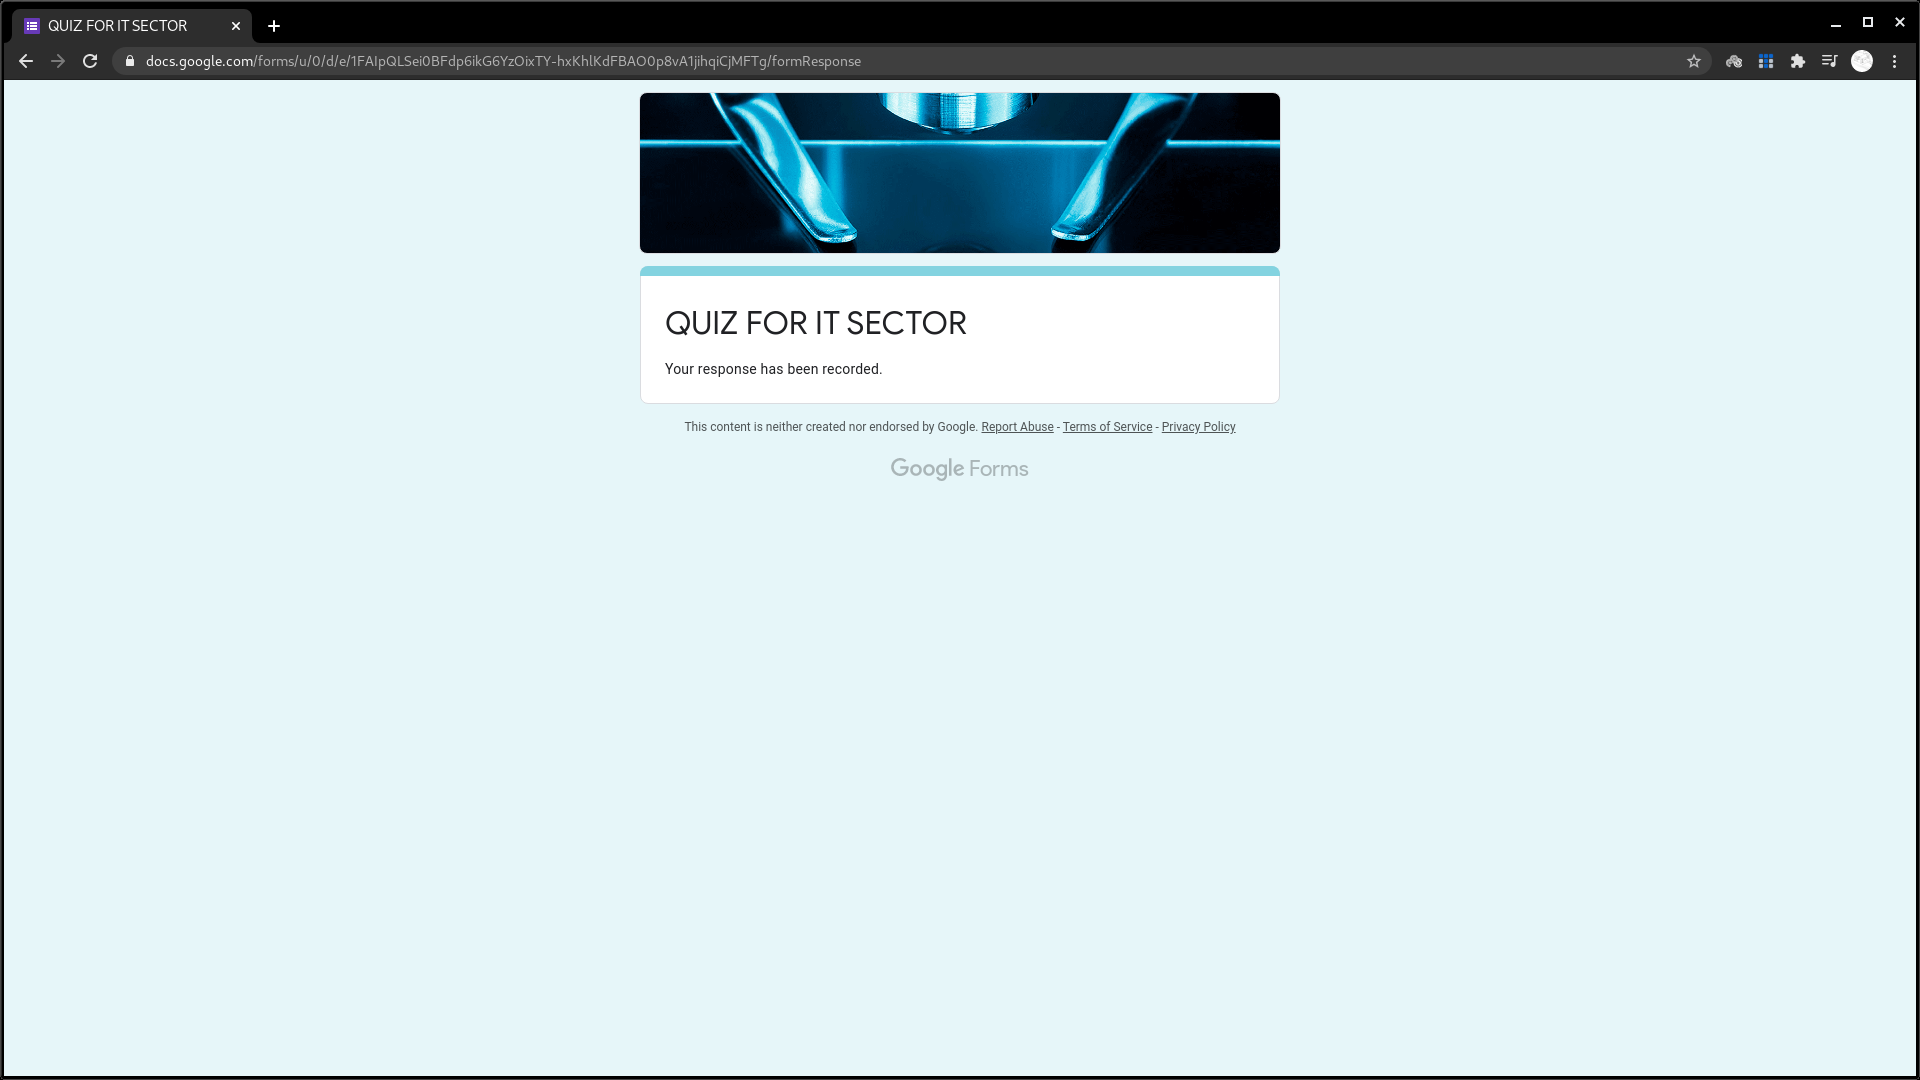 QUIZ FOR IT SECTOR
docs.google.com/forms/u/0/d/e/1FAIpQLSei0BFdp6ikG6YzOixTY-hxKhlKdFBAO0p8vA1jihqiCjMFTg/formResponse
QUIZ FOR IT SECTOR
Your response has been recorded.
This content is neither created nor endorsed by Google. Report Abuse - Terms of Service - Privacy Policy
Google Forms